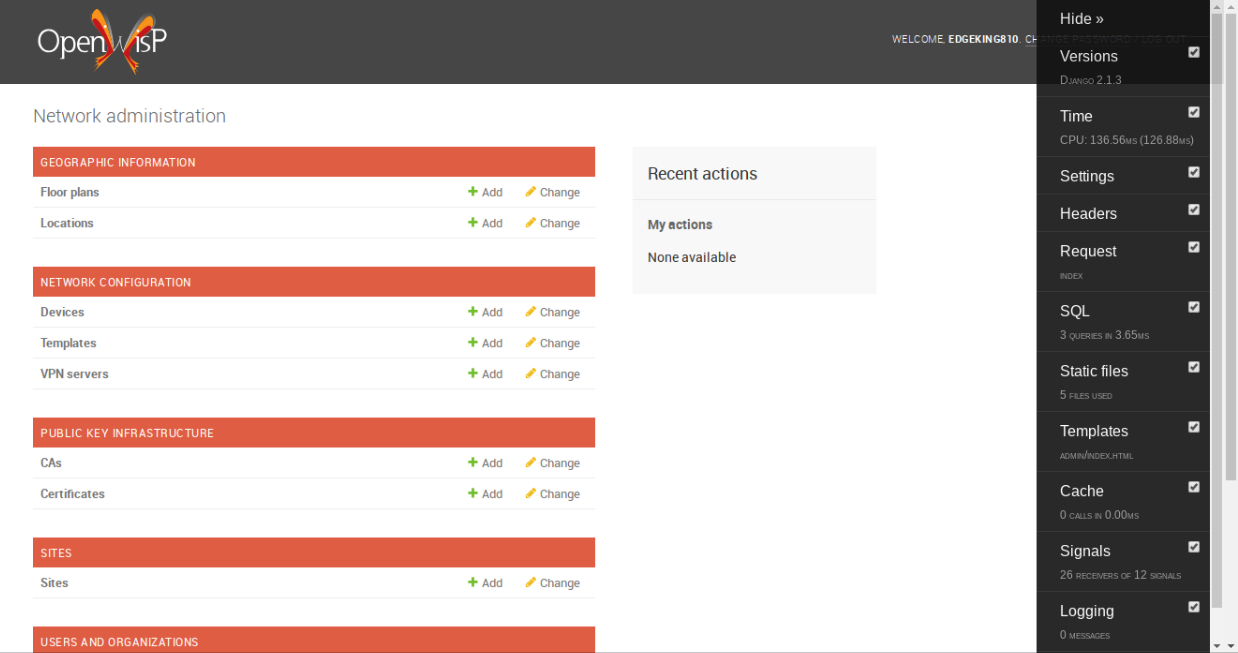 OpenWISP
WELCOME, EDGEKING810. CHANGE PASSWORD / LOG OUT
Network administration
GEOGRAPHIC INFORMATION
Floor plans Add Change
Locations Add Change
NETWORK CONFIGURATION
Devices Add Change
Templates Add Change
VPN servers Add Change
PUBLIC KEY INFRASTRUCTURE
CAs Add Change
Certificates Add Change
SITES
Sites Add Change
USERS AND ORGANIZATIONS
Recent actions
My actions
None available
Hide »
Versions
Django 2.1.3
Time
CPU: 136.56ms (126.88ms)
Settings
Headers
Request
index
SQL
3 queries in 3.65ms
Static files
5 files used
Templates
admin/index.html
Cache
0 calls in 0.00ms
Signals
26 receivers of 12 signals
Logging
0 messages